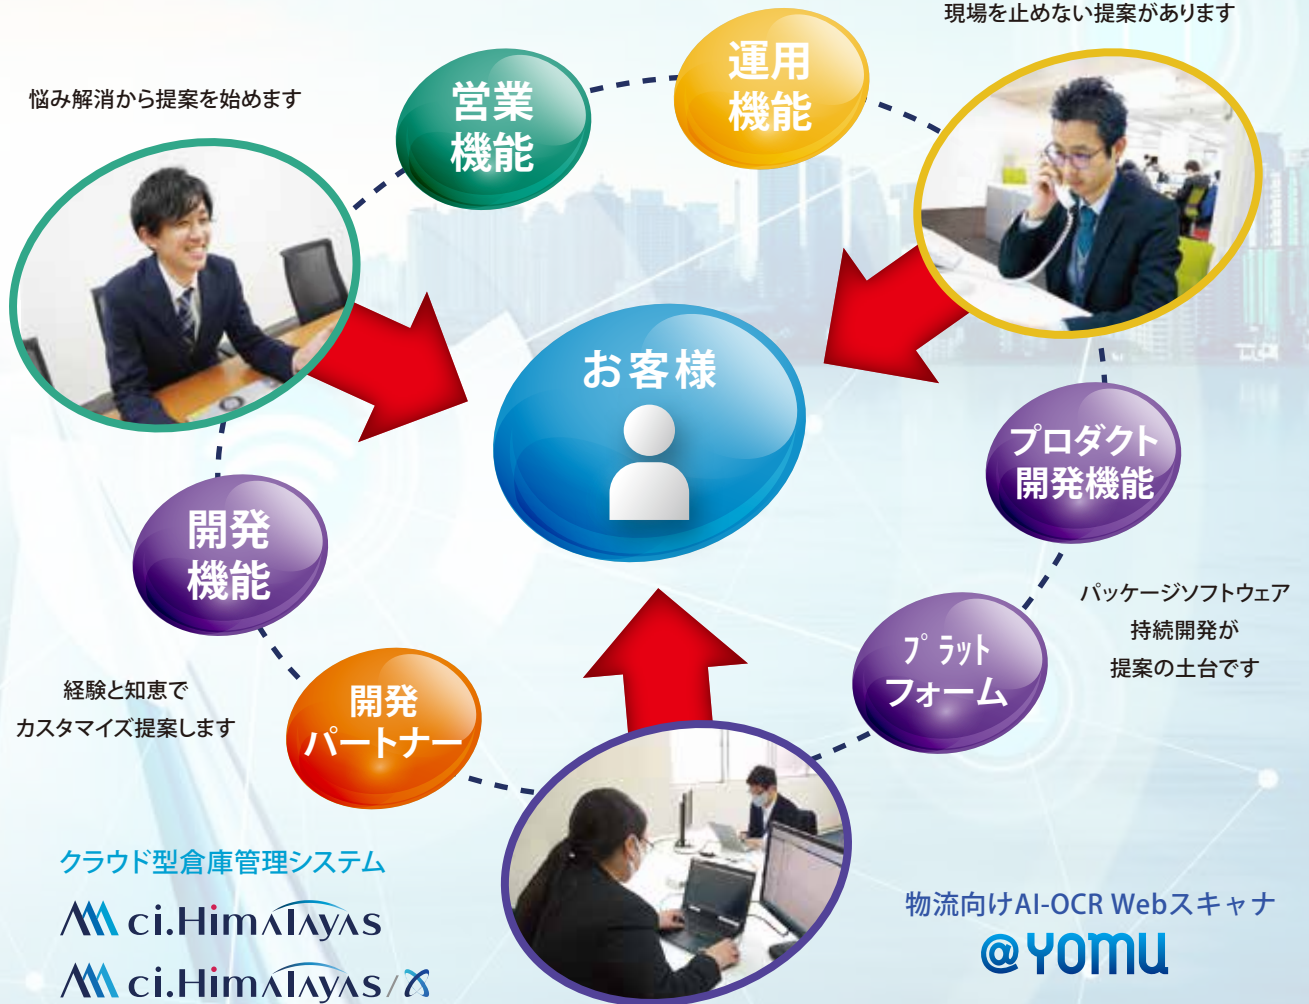 現場を止めない提案があります
悩み解消から提案を始めます
営業
機能
運用
機能
お客様
プロダクト
開発機能
開発
機能
パッケージソフトウェア
持続開発が
提案の土台です
プラット
フォーム
経験と知恵で
カスタマイズ提案します
開発
パートナー
クラウド型倉庫管理システム
ci.Himalayas
ci.Himalayas/X
物流向けAI-OCR Webスキャナ
@YOMU